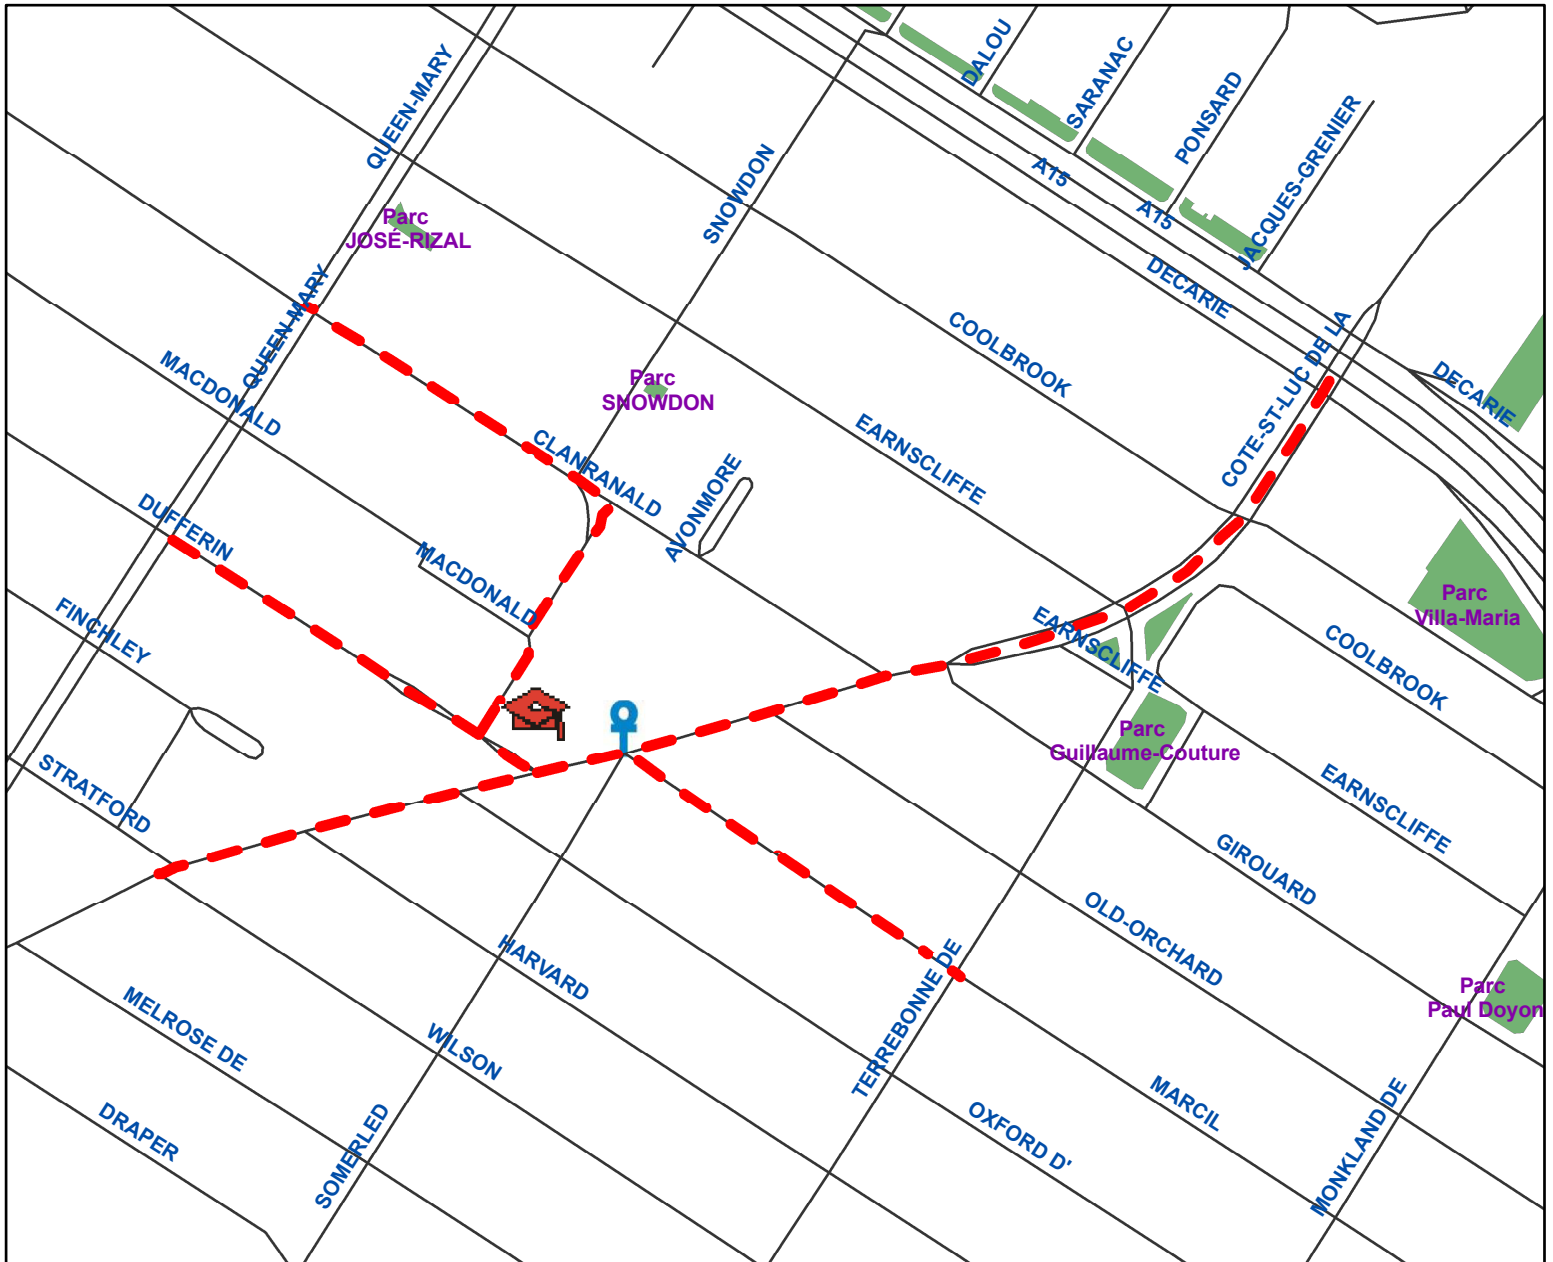 DALOU
SARANAC
PONSARD
JACQUES-GRENIER
QUEEN-MARY
SNOWDON
A15
A15
Parc
JOSÉ-RIZAL
DECARIE
QUEEN-MARY
MACDONALD
COOLBROOK
COTE-ST-LUC DE LA
DECARIE
Parc
SNOWDON
CLANRANALD
EARNSCLIFFE
AVONMORE
DUFFERIN
MACDONALD
FINCHLEY
Parc
Villa-Maria
EARNSCLIFFE
COOLBROOK
Parc
Guillaume-Couture
STRATFORD
EARNSCLIFFE
GIROUARD
OLD-ORCHARD
HARVARD
TERREBONNE DE
Parc
Paul Doyon
MELROSE DE
WILSON
MARCIL
OXFORD D'
MONKLAND DE
DRAPER
SOMERLED